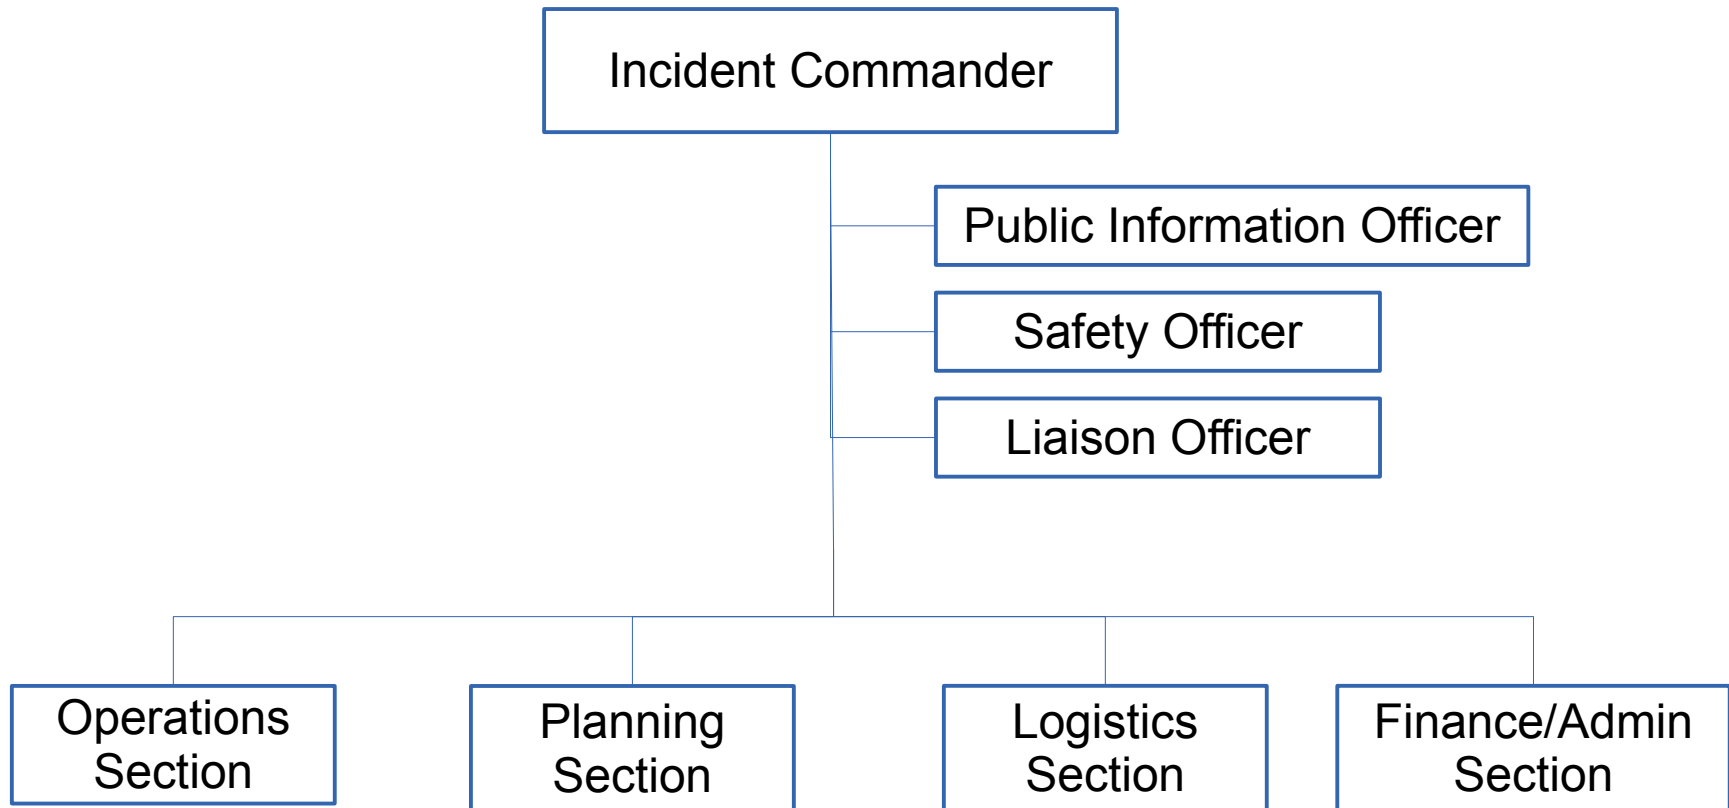 Incident Commander
Public Information Officer
Safety Officer
Liaison Officer
Operations
Section
Planning
Section
Logistics
Section
Finance/Admin
Section